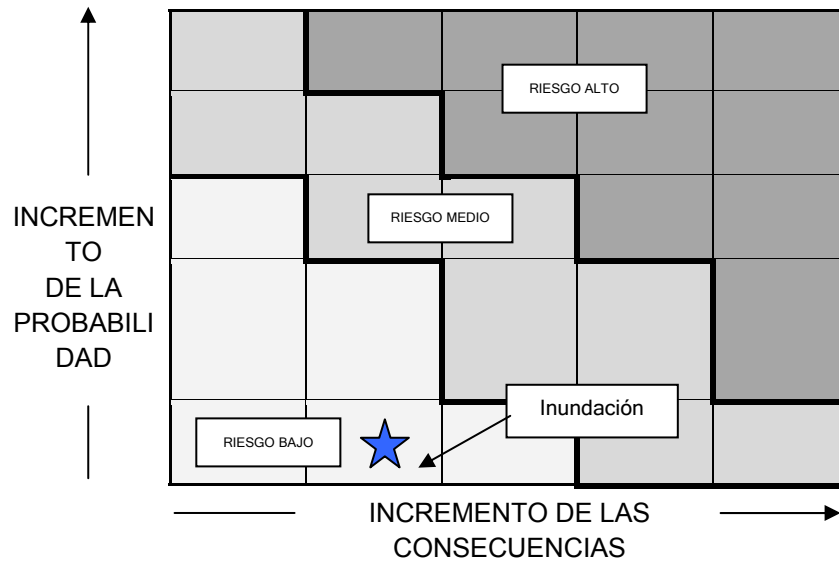 RIESGO ALTO
RIESGO MEDIO
INCREMEN
TO
DE LA
PROBABILI
DAD
Inundación
RIESGO BAJO
INCREMENTO DE LAS
CONSECUENCIAS